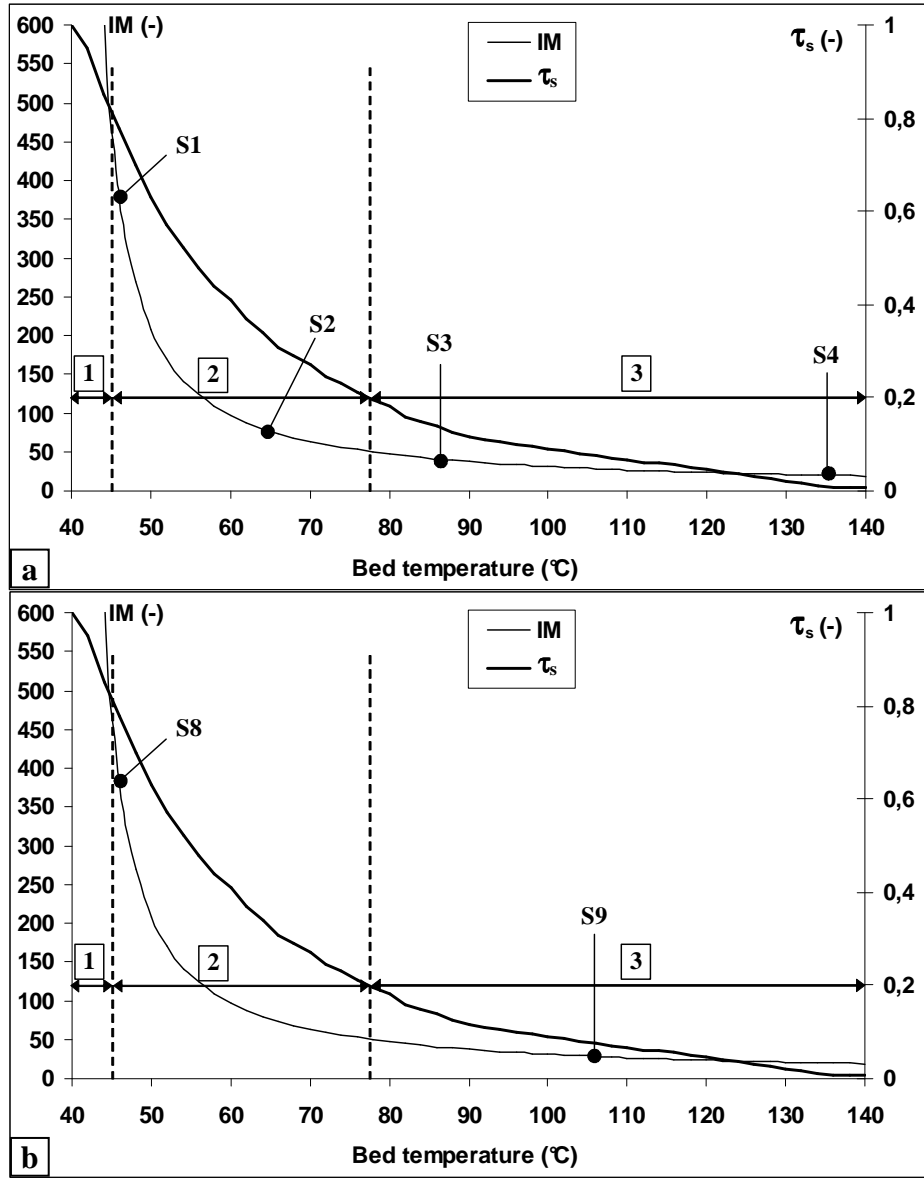 IM (-)
τs (-)
600
550
500
450
400
350
300
250
200
150
100
50
0
1
0,8
0,6
0,4
0,2
0
IM
τs
S1
S2
S3
S4
1
2
3
40 50 60 70 80 90 100 110 120 130 140
Bed temperature (°C)
a
IM (-)
τs (-)
600
550
500
450
400
350
300
250
200
150
100
50
0
1
0,8
0,6
0,4
0,2
0
IM
τs
S8
S9
1
2
3
40 50 60 70 80 90 100 110 120 130 140
Bed temperature (°C)
b